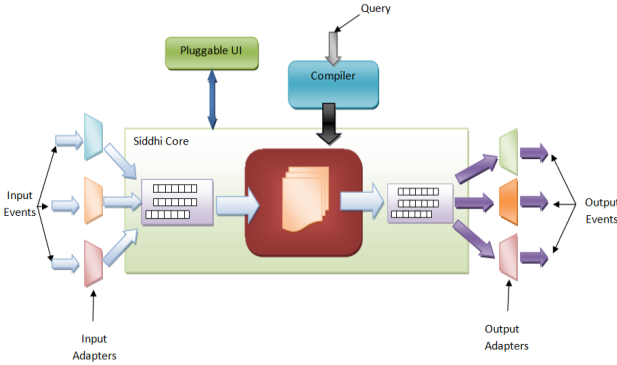 Query
Pluggable UI
Compiler
Siddhi Core
Input
Events
Output
Events
Input
Adapters
Output
Adapters